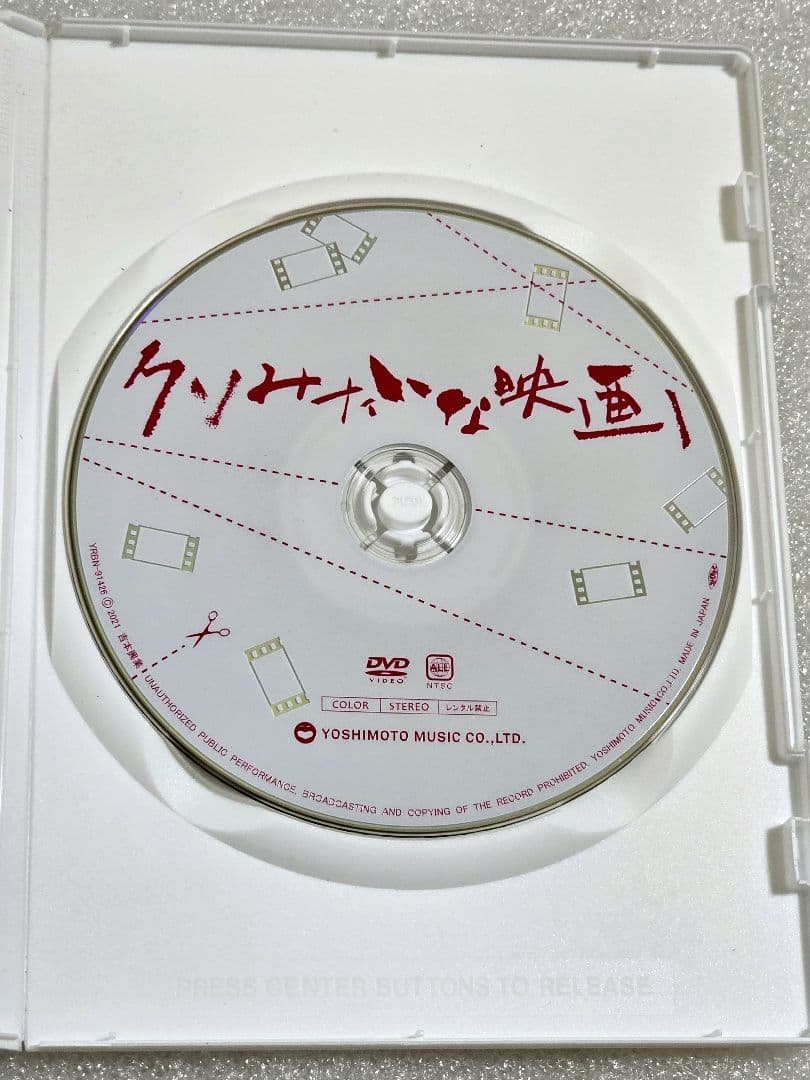 クソみたいな映画
DVD
VIDEO
ALL
NTSC
COLOR STEREO レンタル禁止
YOSHIMOTO MUSIC CO.,LTD.
YRBN-91426 Ⓒ 2021 吉本興業 UNAUTHORIZED PUBLIC PERFORMANCE, BROADCASTING AND COPYING OF THE RECORD PROHIBITED, YOSHIMOTO MUSIC CO.,LTD. MADE IN JAPAN
PRESS CENTER BUTTONS TO RELEASE